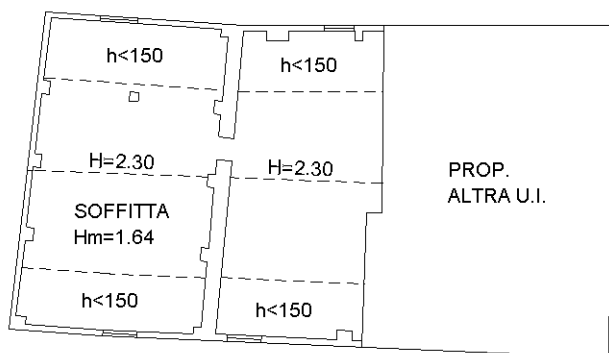 h<150
h<150
H=2.30
H=2.30
PROP.
ALTRA U.I.
SOFFITTA
Hm=1.64
h<150
h<150